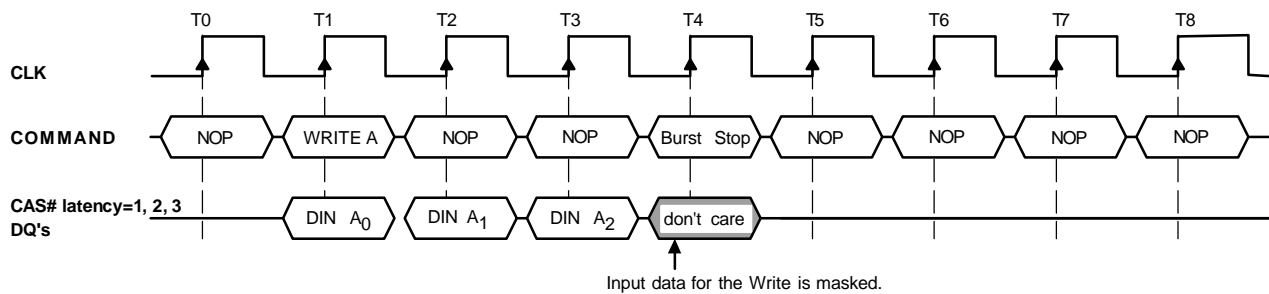 T0 T1 T2 T3 T4 T5 T6 T7 T8
CLK
COMMAND NOP WRITE A NOP NOP Burst Stop NOP NOP NOP NOP
CAS# latency=1, 2, 3
DQ's
DIN A0 DIN A1 DIN A2 don't care
Input data for the Write is masked.